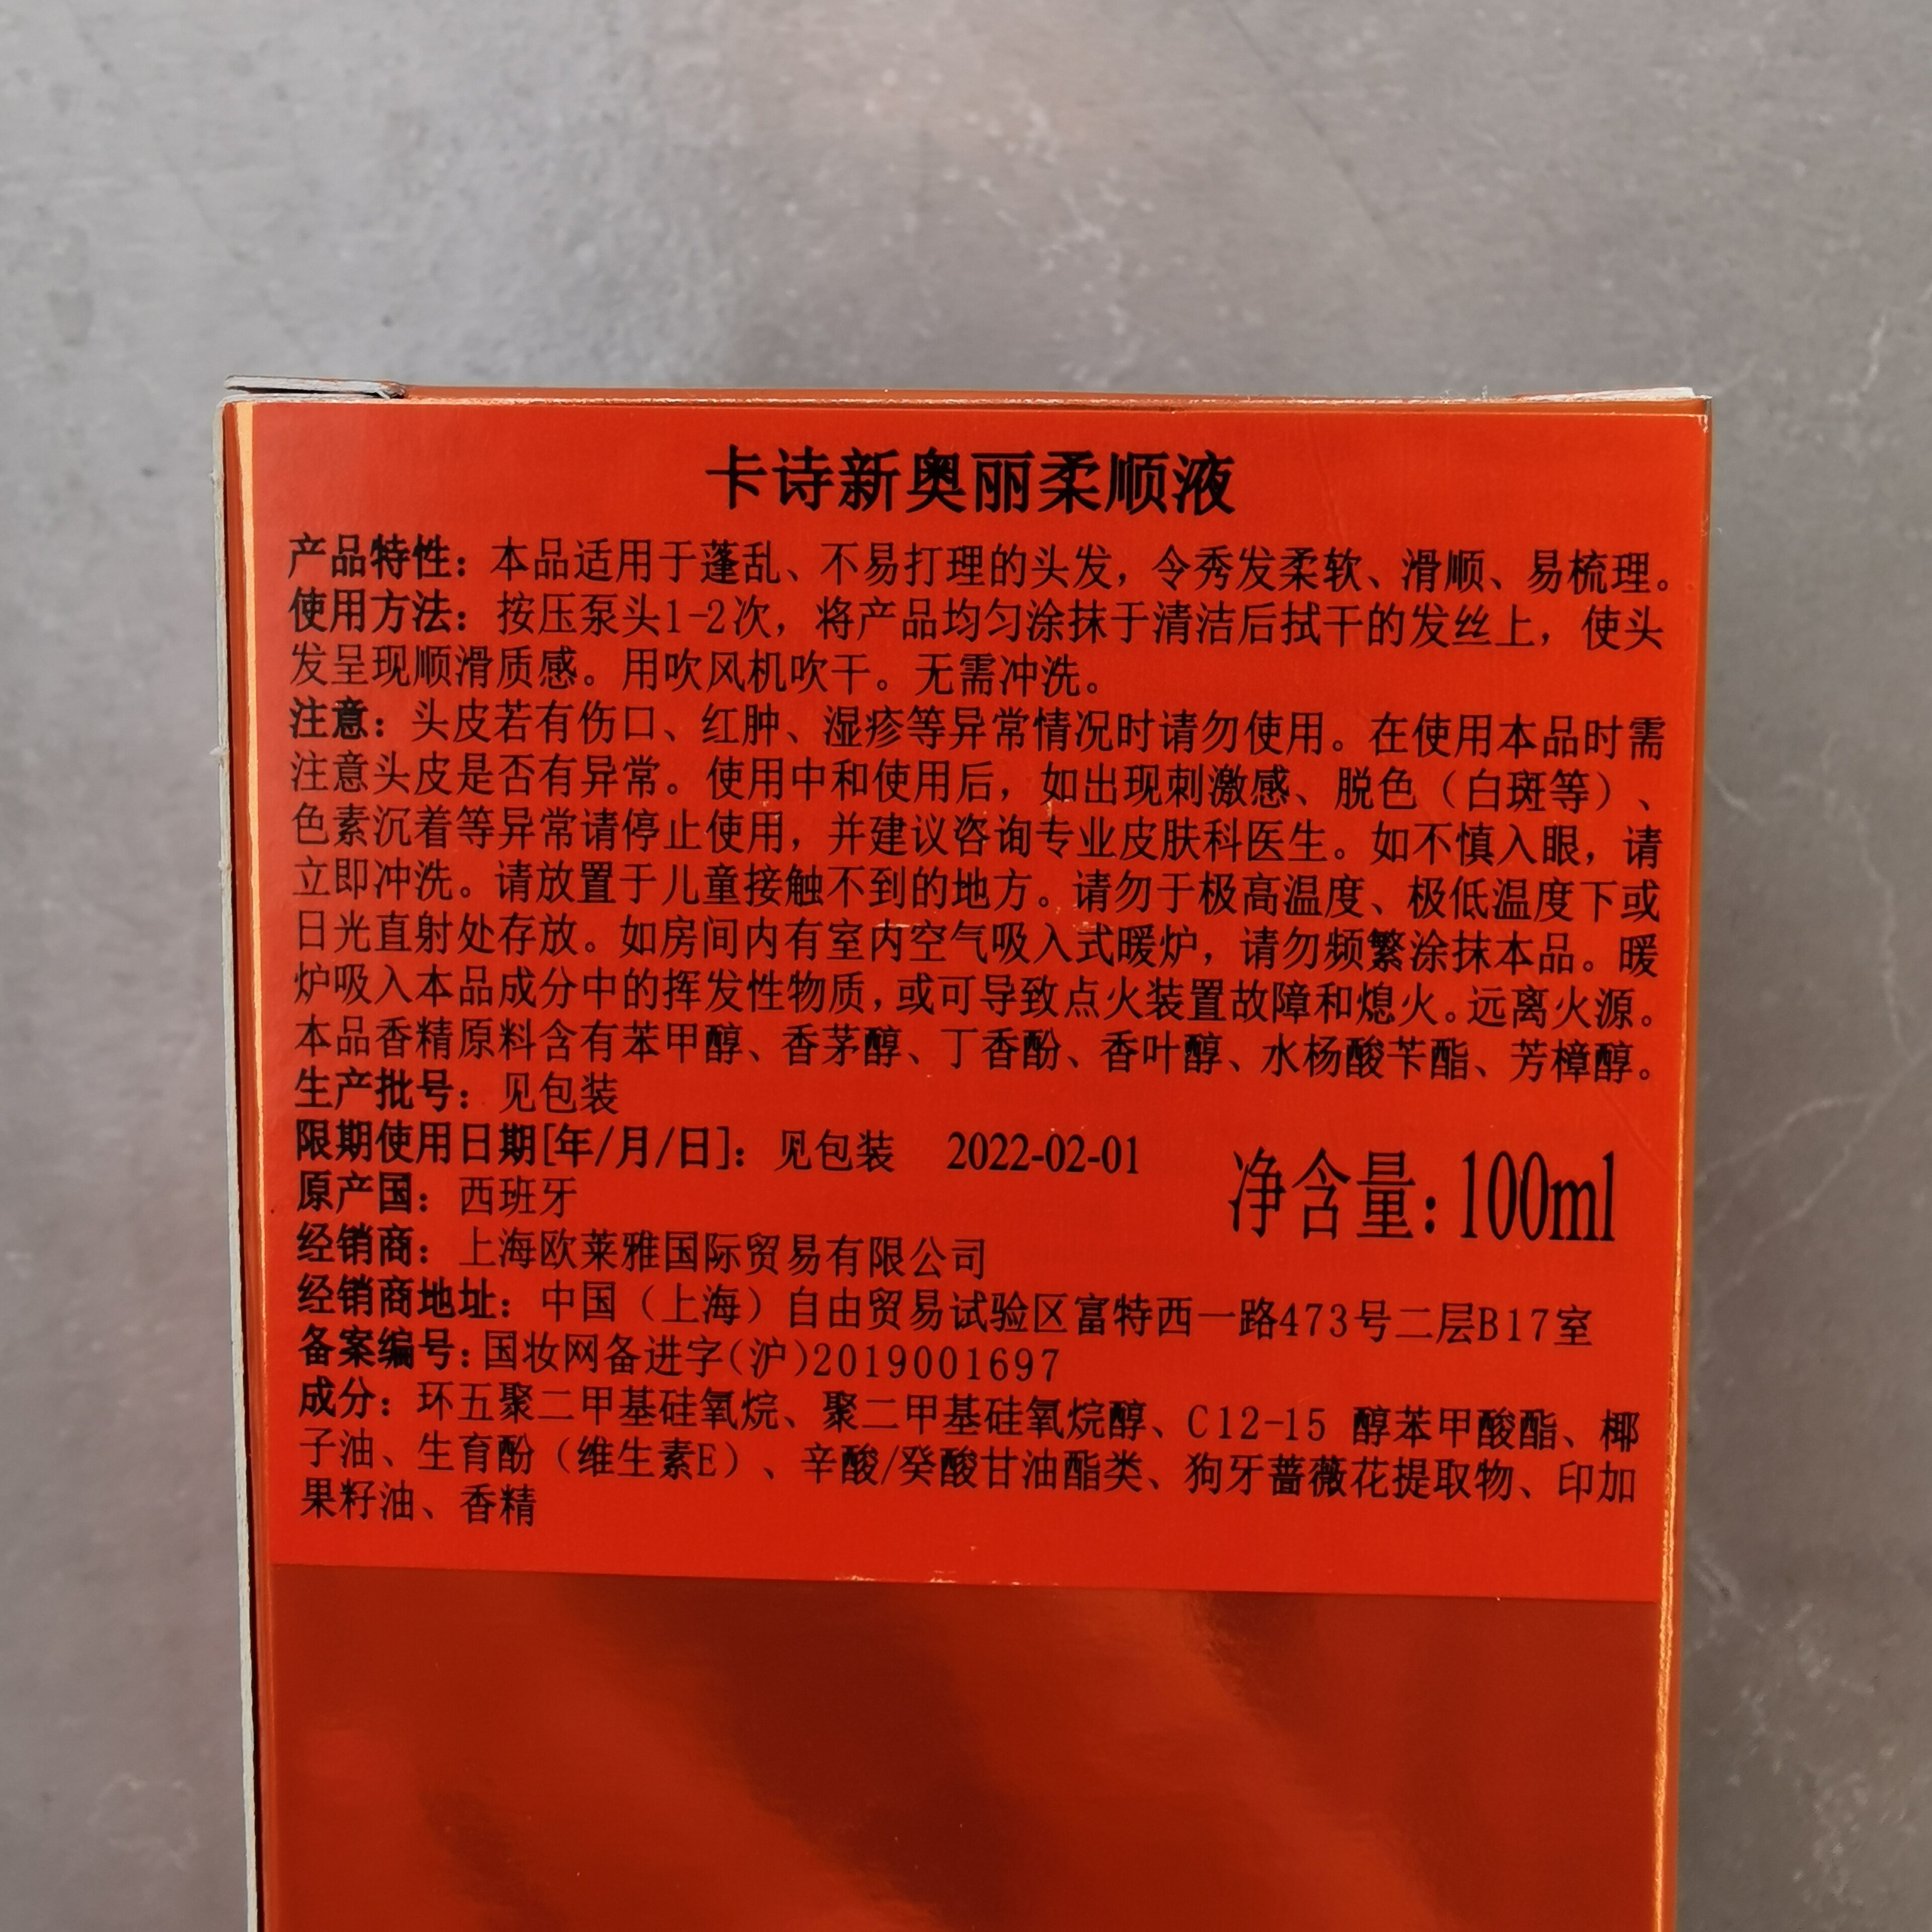 卡诗新奥丽柔顺液
产品特性：本品适用于蓬乱、不易打理的头发，令秀发柔软、滑顺、易梳理。
使用方法：按压泵头1-2次，将产品均匀涂抹于清洁后拭干的发丝上，使头
发呈现顺滑质感。用吹风机吹干。无需冲洗。
注意：头皮若有伤口、红肿、湿疹等异常情况时请勿使用。在使用本品时需
注意头皮是否有异常。使用中和使用后，如出现刺激感、脱色（白斑等）、
色素沉着等异常请停止使用，并建议咨询专业皮肤科医生。如不慎入眼，请
立即冲洗。请放置于儿童接触不到的地方。请勿于极高温度、极低温度下或
日光直射处存放。如房间内有室内空气吸入式暖炉，请勿频繁涂抹本品。暖
炉吸入本品成分中的挥发性物质，或可导致点火装置故障和熄火。远离火源。
本品香精原料含有苯甲醇、香茅醇、丁香酚、香叶醇、水杨酸苄酯、芳樟醇。
生产批号：见包装
限期使用日期[年/月/日]：见包装 2022-02-01
净含量：100ml
原产国：西班牙
经销商：上海欧莱雅国际贸易有限公司
经销商地址：中国（上海）自由贸易试验区富特西一路473号二层B17室
备案编号：国妆网备进字(沪)2019001697
成分：环五聚二甲基硅氧烷、聚二甲基硅氧烷醇、C12-15 醇苯甲酸酯、椰
子油、生育酚（维生素E）、辛酸/癸酸甘油酯类、狗牙蔷薇花提取物、印加
果籽油、香精